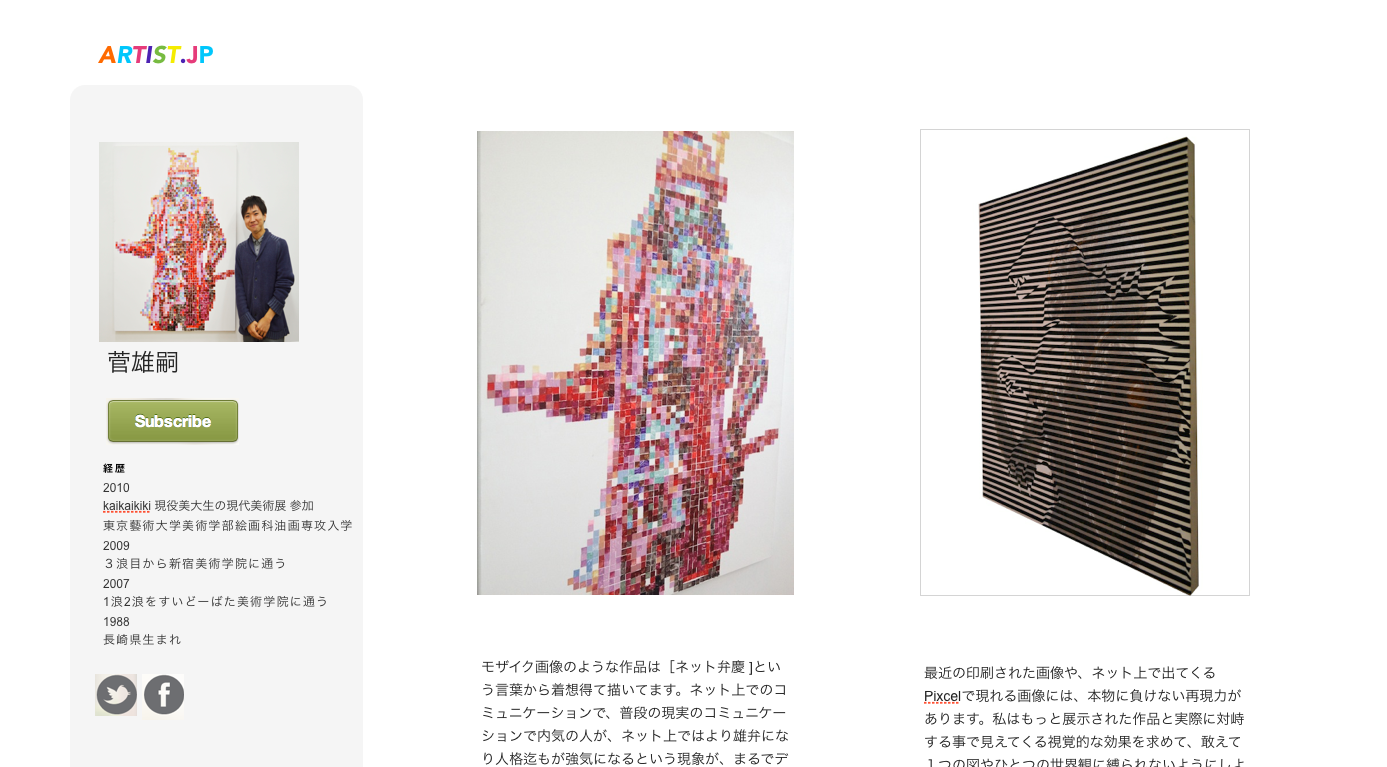 ARTIST.JP
菅雄嗣
Subscribe
経歴
2010
kaikaikiki 現役美大生の現代美術展 参加
東京藝術大学美術学部絵画科油画専攻入学
2009
３浪目から新宿美術学院に通う
2007
1浪2浪をすいどーばた美術学院に通う
1988
長崎県生まれ
モザイク画像のような作品は［ネット弁慶 ]とい
う言葉から着想得て描いてます。ネット上でのコ
ミュニケーションで、普段の現実のコミュニケー
ションで内気の人が、ネット上ではより雄弁にな
り人格迄もが強気になるという現象が、まるでデ
最近の印刷された画像や、ネット上で出てくる
Pixcelで現れる画像には、本物に負けない再現力が
あります。私はもっと展示された作品と実際に対峙
する事で見えてくる視覚的な効果を求めて、敢えて
１つの図やひとつの世界観に縛られないようにしよ